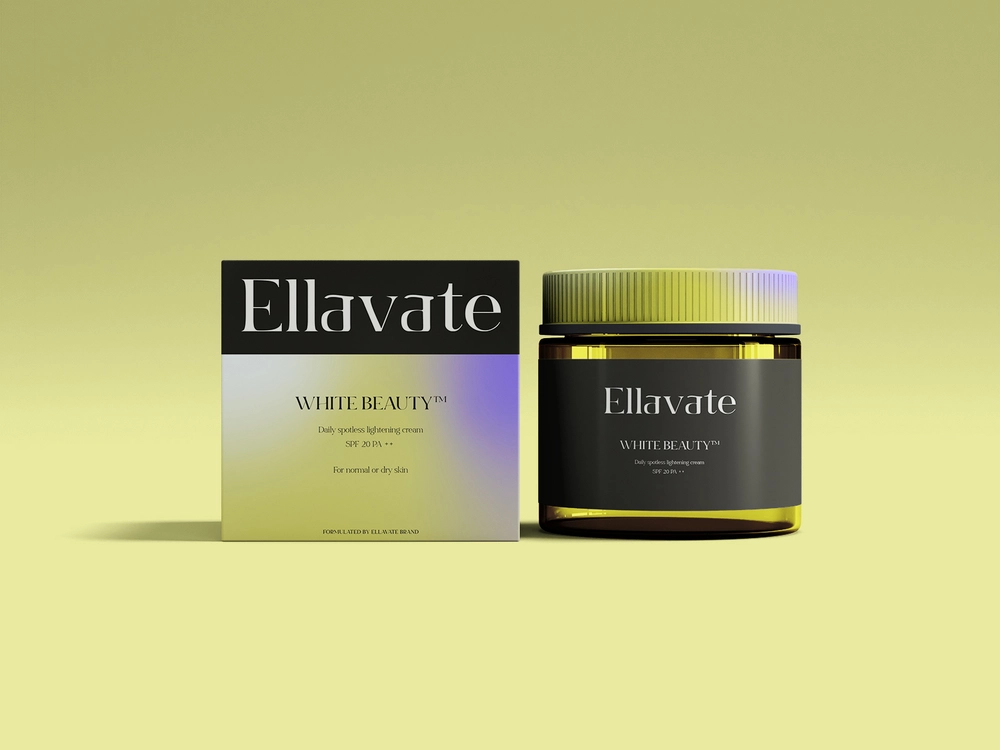 Ellavate
WHITE BEAUTY™
Daily spotless lightening cream
SPF 20 PA ++
For normal or dry skin
FORMULATED BY ELLAVATE BRAND
Ellavate
WHITE BEAUTY™
Daily spotless lightening cream
SPF 20 PA ++